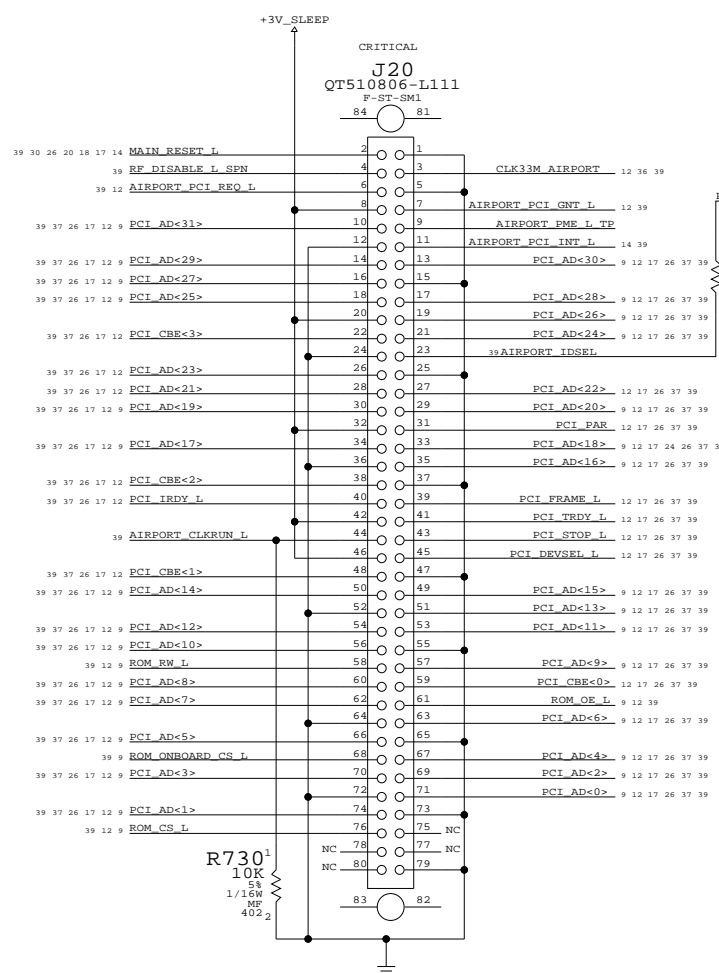 +3V_SLEEP
CRITICAL
J20
QT510806-L111
F-ST-SM1
84 81
39 30 26 20 18 17 14 MAIN_RESET_L 2 1
39 RF_DISABLE_L_SPN 4 3 CLK33M_AIRPORT 12 36 39
39 12 AIRPORT_PCI_REQ_L 6 5
8 7 AIRPORT_PCI_GNT_L 12 39
39 37 26 17 12 9 PCI_AD<31> 10 9 AIRPORT_PME_L_TP
12 11 AIRPORT_PCI_INT_L 14 39
39 37 26 17 12 9 PCI_AD<29> 14 13 PCI_AD<30> 9 12 17 26 37 39
39 37 26 17 12 9 PCI_AD<27> 16 15
39 37 26 17 12 9 PCI_AD<25> 18 17 PCI_AD<28> 9 12 17 26 37 39
20 19 PCI_AD<26> 9 12 17 26 37 39
39 37 26 17 12 PCI_CBE<3> 22 21 PCI_AD<24> 9 12 17 26 37 39
24 23 39 AIRPORT_IDSEL
39 37 26 17 12 9 PCI_AD<23> 26 25
39 37 26 17 12 9 PCI_AD<21> 28 27 PCI_AD<22> 12 17 26 37 39
39 37 26 17 12 9 PCI_AD<19> 30 29 PCI_AD<20> 9 12 17 26 37 39
32 31 PCI_PAR 12 17 26 37 39
39 37 26 17 12 9 PCI_AD<17> 34 33 PCI_AD<18> 9 12 17 24 26 37
36 35 PCI_AD<16> 9 12 17 26 37 39
39 37 26 17 12 PCI_CBE<2> 38 37
39 37 26 17 12 PCI_IRDY_L 40 39 PCI_FRAME_L 12 17 26 37 39
42 41 PCI_TRDY_L 12 17 26 37 39
39 AIRPORT_CLKRUN_L 44 43 PCI_STOP_L 12 17 26 37 39
46 45 PCI_DEVSEL_L 12 17 26 37 39
39 37 26 17 12 PCI_CBE<1> 48 47
39 37 26 17 12 9 PCI_AD<14> 50 49 PCI_AD<15> 9 12 17 26 37 39
52 51 PCI_AD<13> 9 12 17 26 37 39
39 37 26 17 12 9 PCI_AD<12> 54 53 PCI_AD<11> 9 12 17 26 37 39
39 37 26 17 12 9 PCI_AD<10> 56 55
39 12 9 ROM_RW_L 58 57 PCI_AD<9> 9 12 17 26 37 39
39 37 26 17 12 9 PCI_AD<8> 60 59 PCI_CBE<0> 12 17 26 37 39
39 37 26 17 12 9 PCI_AD<7> 62 61 ROM_OE_L 9 12 39
64 63 PCI_AD<6> 9 12 17 26 37 39
39 37 26 17 12 9 PCI_AD<5> 66 65
39 9 ROM_ONBOARD_CS_L 68 67 PCI_AD<4> 9 12 17 26 37 39
39 37 26 17 12 9 PCI_AD<3> 70 69 PCI_AD<2> 9 12 17 26 37 39
72 71 PCI_AD<0> 9 12 17 26 37 39
39 37 26 17 12 9 PCI_AD<1> 74 73
39 12 9 ROM_CS_L 76 75 NC
NC 78 77 NC
NC 80 79
R730 1
10K
5%
1/16W
MF
402 2
83 82